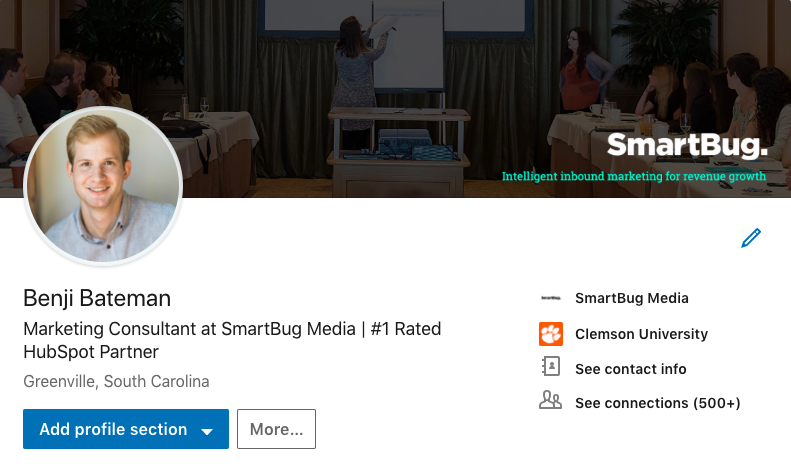 SmartBug.
Intelligent inbound marketing for revenue growth
Benji Bateman
Marketing Consultant at SmartBug Media | #1 Rated
HubSpot Partner
Greenville, South Carolina
Add profile section
More...
SmartBug Media
Clemson University
See contact info
See connections (500+)